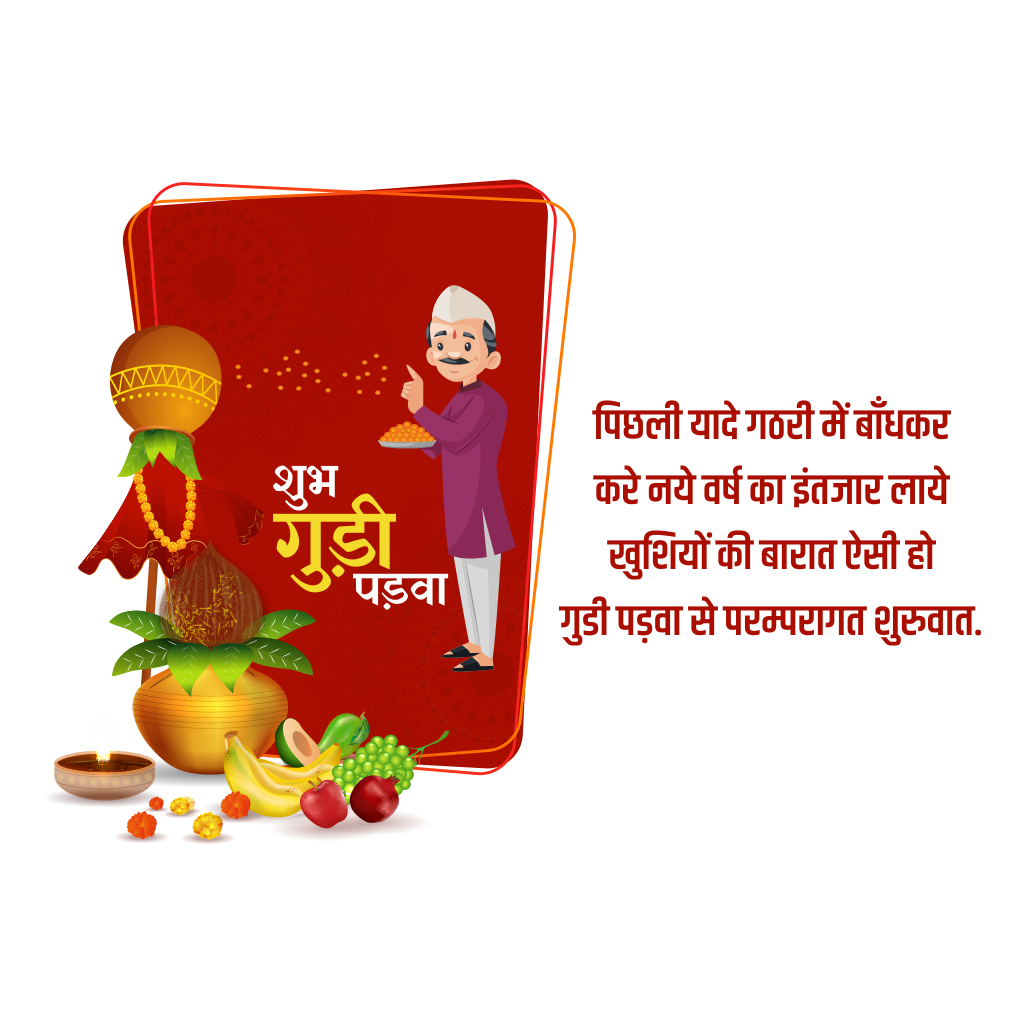 शुभ
गुड़ी
पड़वा
पिछली यादे गठरी में बाँधकर
करे नये वर्ष का इंतजार लाये
खुशियों की बारात ऐसी हो
गुडी पड़वा से परम्परागत शुरुवात.